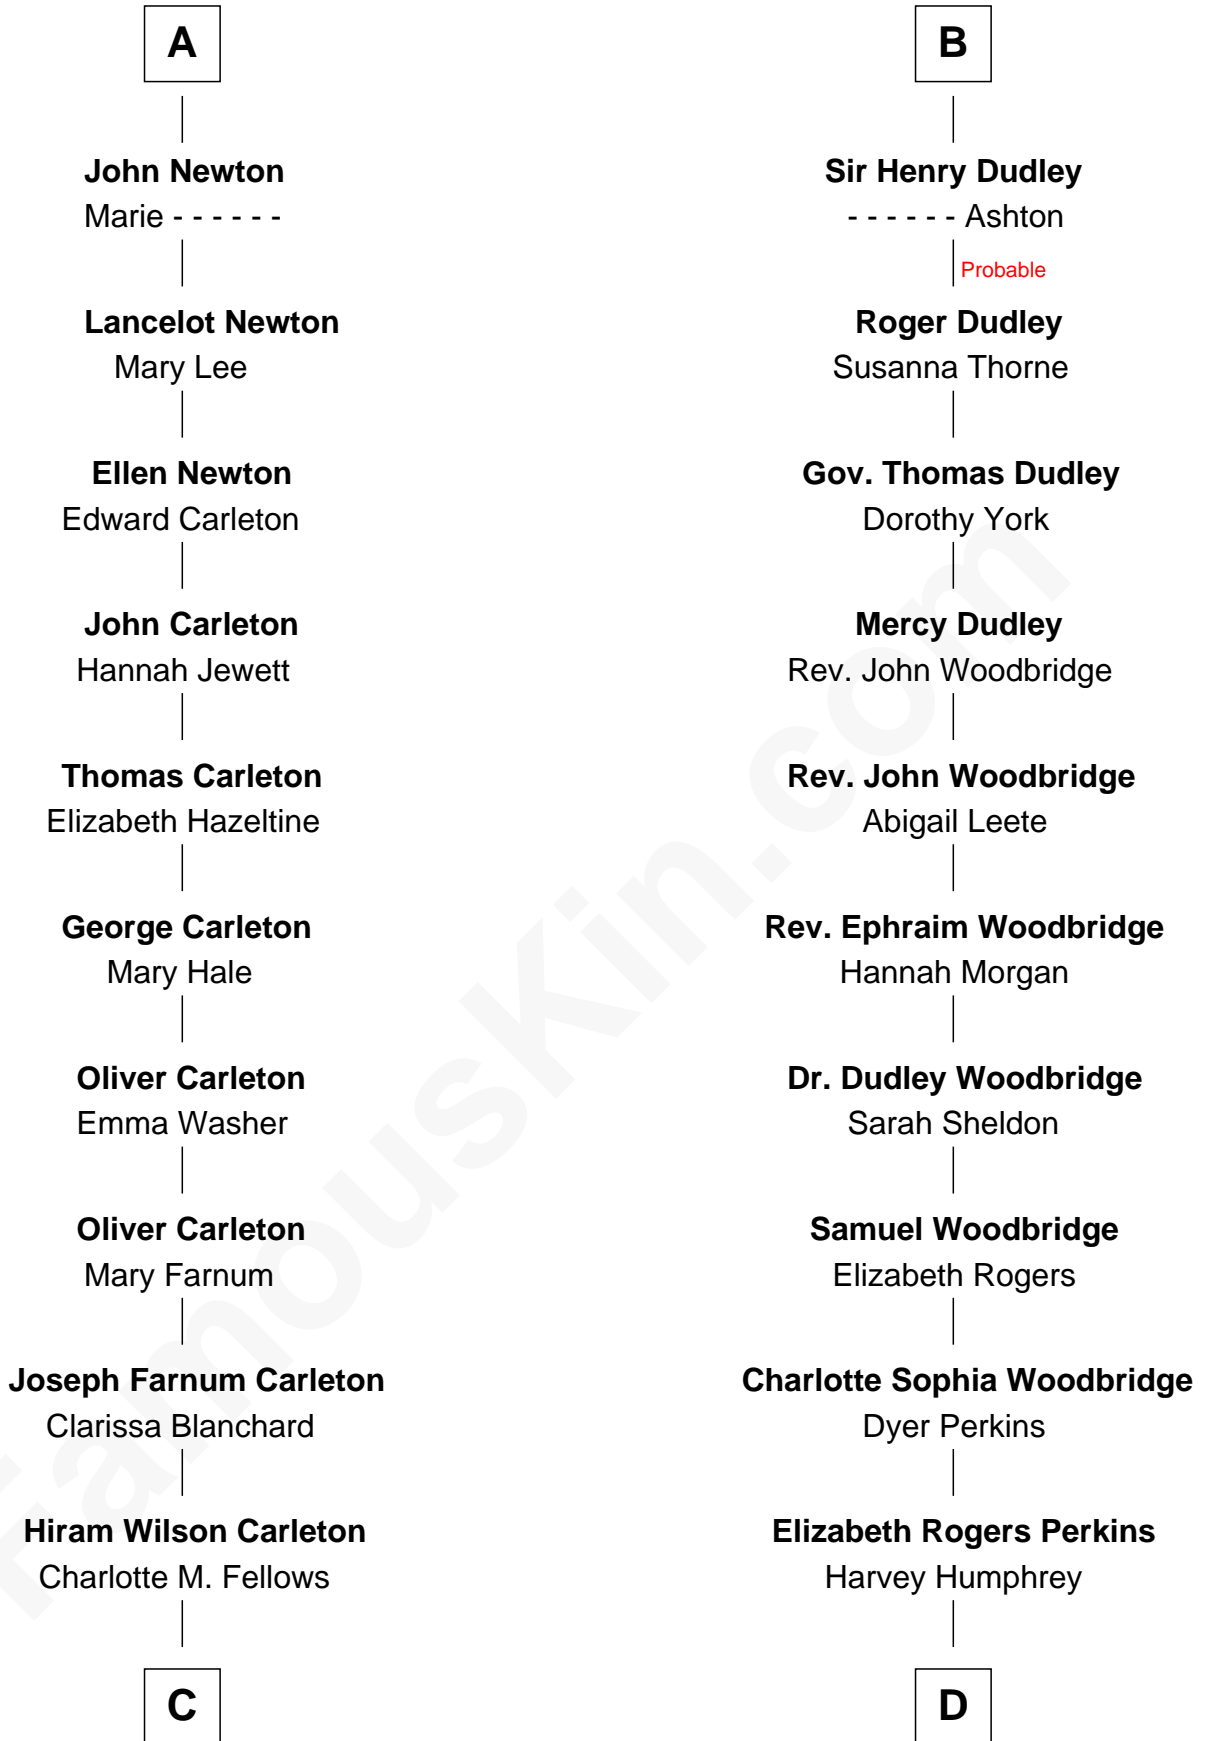 A
John Newton
Marie - - - - - -
Lancelot Newton
Mary Lee
Ellen Newton
Edward Carleton
John Carleton
Hannah Jewett
Thomas Carleton
Elizabeth Hazeltine
George Carleton
Mary Hale
Oliver Carleton
Emma Washer
Oliver Carleton
Mary Farnum
Joseph Farnum Carleton
Clarissa Blanchard
Hiram Wilson Carleton
Charlotte M. Fellows
C
B
Sir Henry Dudley
- - - - - - Ashton
Probable
Roger Dudley
Susanna Thorne
Gov. Thomas Dudley
Dorothy York
Mercy Dudley
Rev. John Woodbridge
Rev. John Woodbridge
Abigail Leete
Rev. Ephraim Woodbridge
Hannah Morgan
Dr. Dudley Woodbridge
Sarah Sheldon
Samuel Woodbridge
Elizabeth Rogers
Charlotte Sophia Woodbridge
Dyer Perkins
Elizabeth Rogers Perkins
Harvey Humphrey
D
FamousKin.com